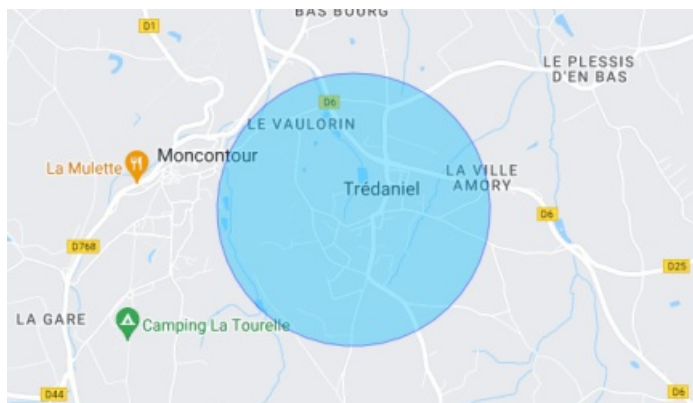 BAS BOURG
D1
LE PLESSIS
D'EN BAS
D6
LE VAULORIN
Moncontour
La Mulette
LA VILLE
AMORY
Trédaniel
D6
D768
D25
LA GARE
Camping La Tourelle
D44
D6